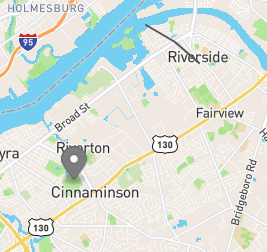 HOLMESBURG
95
Riverside
Broad St
Fairview
130
Riverton
yra
Cinnaminson
Bridgeboro Rd
130